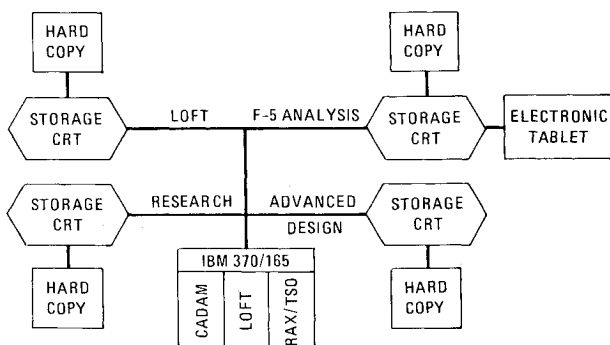 HARD
COPY
HARD
COPY
STORAGE
CRT
LOFT
F-5 ANALYSIS
STORAGE
CRT
ELECTRONIC
TABLET
STORAGE
CRT
RESEARCH
ADVANCED
DESIGN
STORAGE
CRT
IBM 370/165
HARD
COPY
CADAM
LOFT
RAX/TSO
HARD
COPY